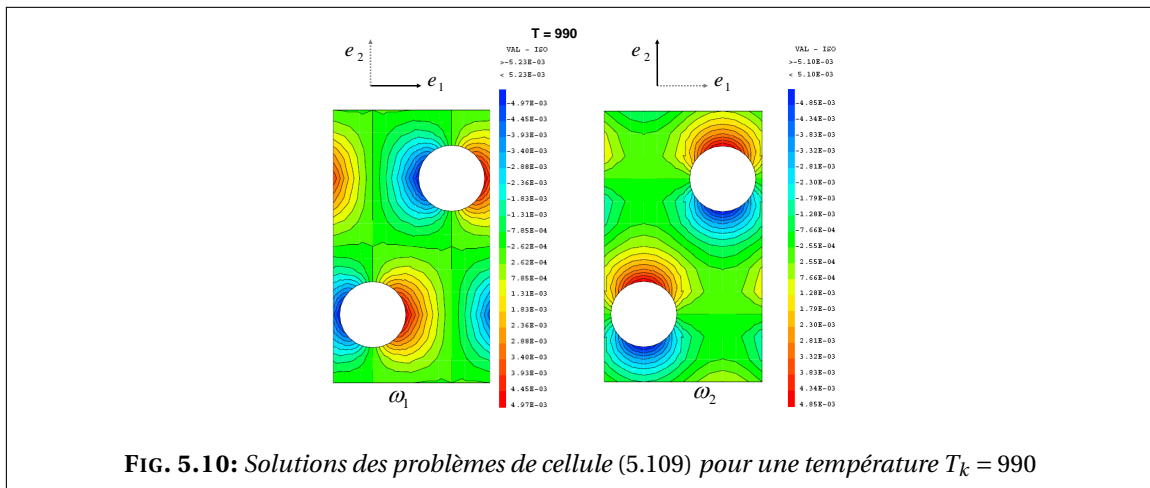 T = 990
e2
e1
VAL - ISO
>-5.23E-03
< 5.23E-03
-4.97E-03
-4.45E-03
-3.93E-03
-3.40E-03
-2.88E-03
-2.36E-03
-1.83E-03
-1.31E-03
-7.85E-04
-2.62E-04
2.62E-04
7.85E-04
1.31E-03
1.83E-03
2.36E-03
2.88E-03
3.40E-03
3.93E-03
4.45E-03
4.97E-03
ω1
e2
e1
VAL - ISO
>-5.10E-03
< 5.10E-03
-4.85E-03
-4.34E-03
-3.83E-03
-3.32E-03
-2.81E-03
-2.30E-03
-1.79E-03
-1.28E-03
-7.66E-04
-2.55E-04
2.55E-04
7.66E-04
1.28E-03
1.79E-03
2.30E-03
2.81E-03
3.32E-03
3.83E-03
4.34E-03
4.85E-03
ω2
FIG. 5.10: Solutions des problèmes de cellule (5.109) pour une température Tk = 990